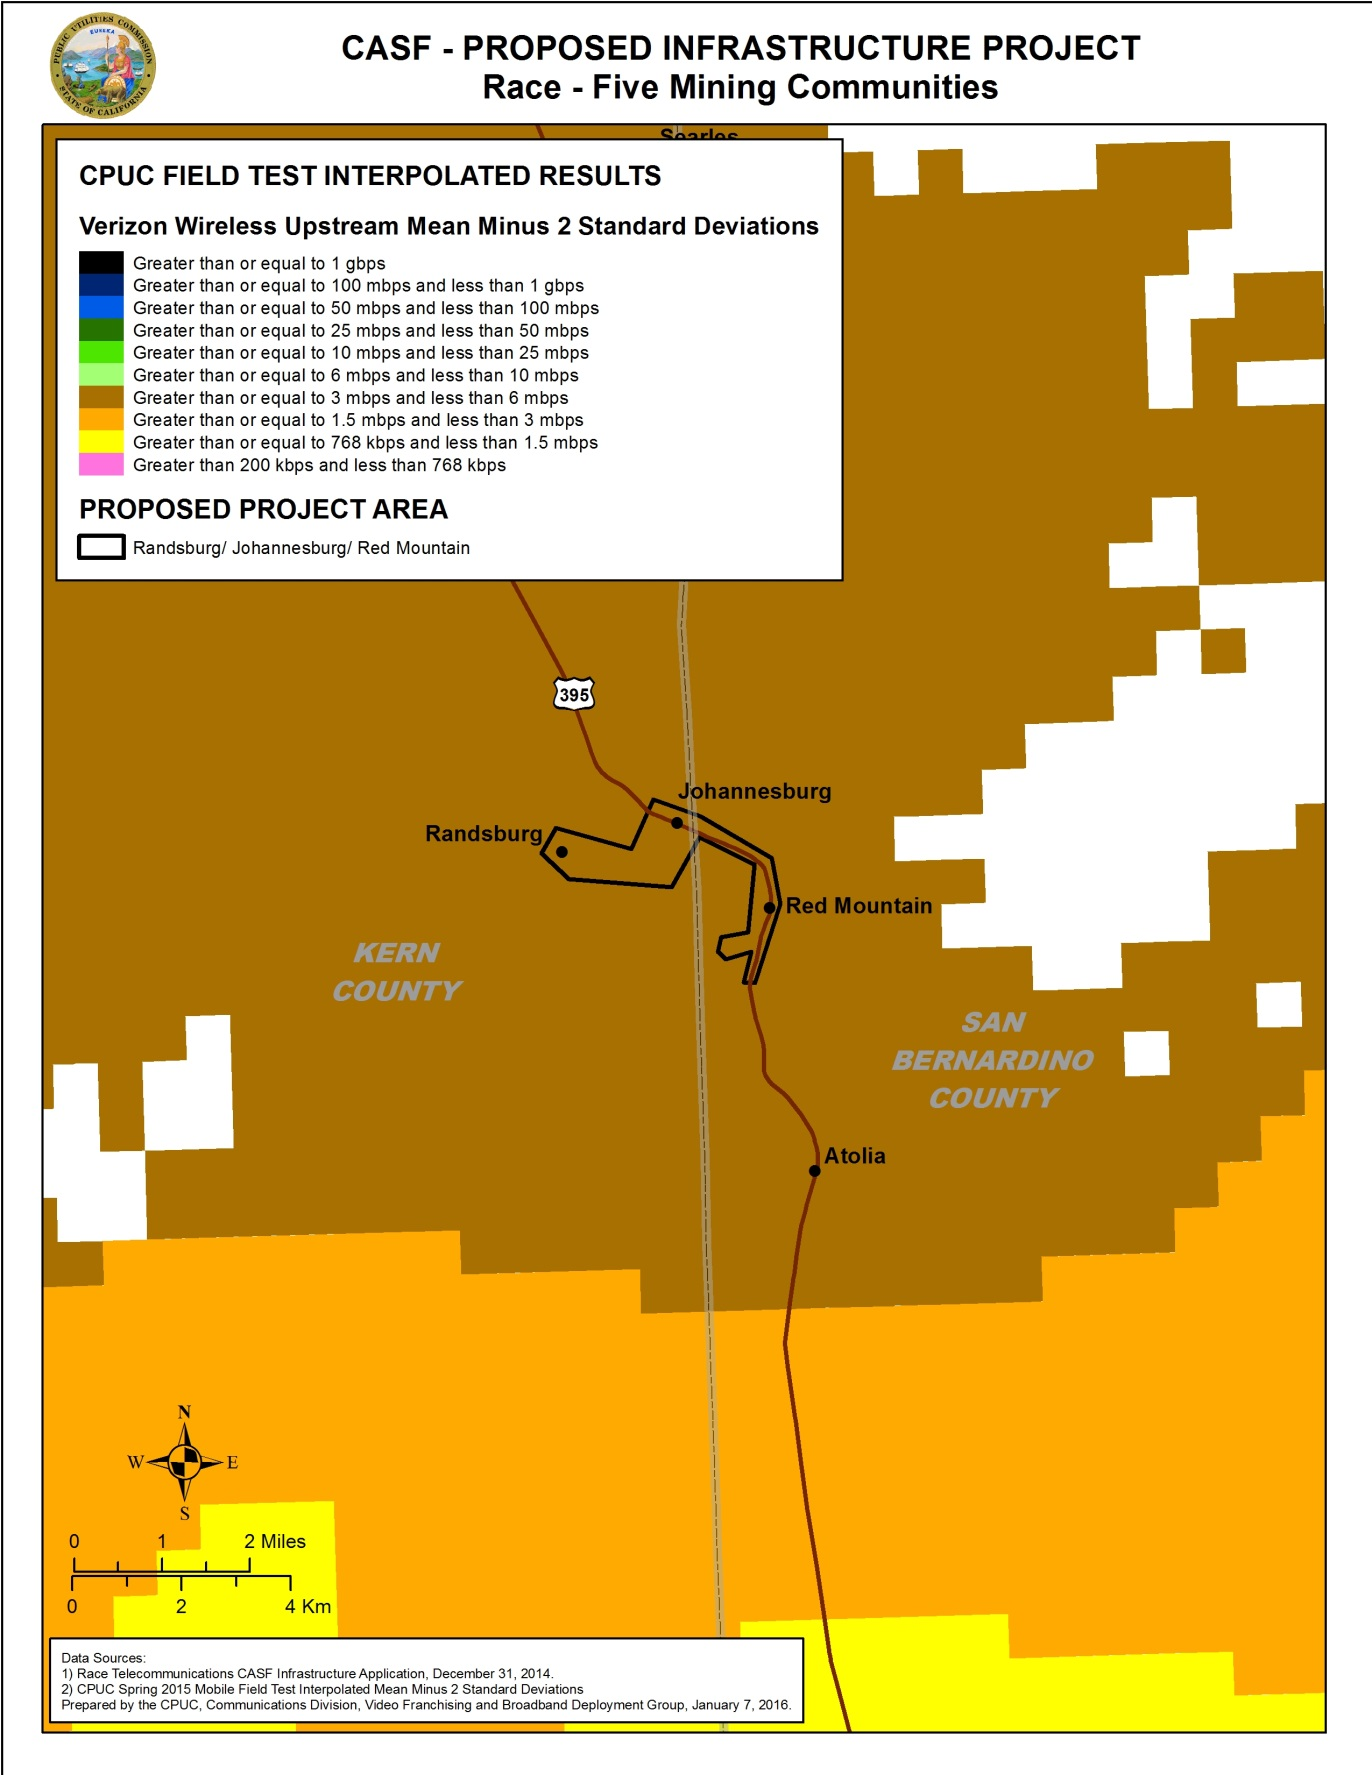 PUBLIC UTILITIES COMMISSION
EUREKA
STATE OF CALIFORNIA
CASF - PROPOSED INFRASTRUCTURE PROJECT
Race - Five Mining Communities
Searles
CPUC FIELD TEST INTERPOLATED RESULTS
Verizon Wireless Upstream Mean Minus 2 Standard Deviations
Greater than or equal to 1 gbps
Greater than or equal to 100 mbps and less than 1 gbps
Greater than or equal to 50 mbps and less than 100 mbps
Greater than or equal to 25 mbps and less than 50 mbps
Greater than or equal to 10 mbps and less than 25 mbps
Greater than or equal to 6 mbps and less than 10 mbps
Greater than or equal to 3 mbps and less than 6 mbps
Greater than or equal to 1.5 mbps and less than 3 mbps
Greater than or equal to 768 kbps and less than 1.5 mbps
Greater than 200 kbps and less than 768 kbps
PROPOSED PROJECT AREA
Randsburg/ Johannesburg/ Red Mountain
395
Johannesburg
Randsburg
Red Mountain
KERN
COUNTY
SAN
BERNARDINO
COUNTY
Atolia
N
W E
S
0 1 2 Miles
0 2 4 Km
Data Sources:
1) Race Telecommunications CASF Infrastructure Application, December 31, 2014.
2) CPUC Spring 2015 Mobile Field Test Interpolated Mean Minus 2 Standard Deviations
Prepared by the CPUC, Communications Division, Video Franchising and Broadband Deployment Group, January 7, 2016.